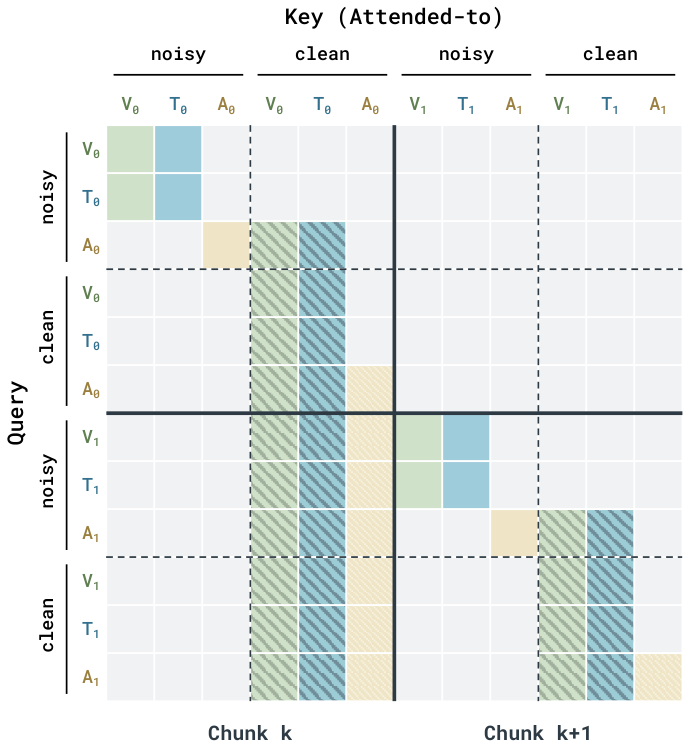 Key (Attended-to)
noisy clean noisy clean
V₀ T₀ A₀ V₀ T₀ A₀ V₁ T₁ A₁ V₁ T₁ A₁
Query
noisy
V₀
T₀
A₀
clean
V₀
T₀
A₀
noisy
V₁
T₁
A₁
clean
V₁
T₁
A₁
Chunk k Chunk k+1